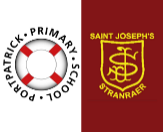 PORTPATRICK • PRIMARY • SCHOOL •
SAINT JOSEPH'S
STRANRAER